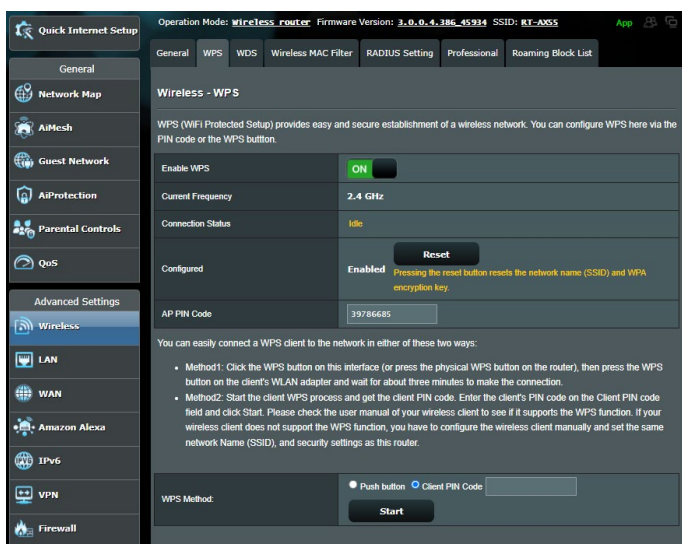 Quick Internet Setup
General
Network Map
AiMesh
Guest Network
AiProtection
Parental Controls
QoS
Advanced Settings
Wireless
LAN
WAN
Amazon Alexa
IPv6
VPN
Firewall
Operation Mode: Wireless router Firmware Version: 3.0.0.4.386_45934 SSID: RT-AX55 App
General WPS WDS Wireless MAC Filter RADIUS Setting Professional Roaming Block List
Wireless - WPS
WPS (WiFi Protected Setup) provides easy and secure establishment of a wireless network. You can configure WPS here via the
PIN code or the WPS buttton.
Enable WPS ON
Current Frequency 2.4 GHz
Connection Status Idle
Configured Enabled Reset
Pressing the reset button resets the network name (SSID) and WPA
encryption key.
AP PIN Code 39786685
You can easily connect a WPS client to the network in either of these two ways:
• Method1: Click the WPS button on this interface (or press the physical WPS button on the router), then press the WPS
button on the client's WLAN adapter and wait for about three minutes to make the connection.
• Method2: Start the client WPS process and get the client PIN code. Enter the client's PIN code on the Client PIN code
field and click Start. Please check the user manual of your wireless client to see if it supports the WPS function. If your
wireless client does not support the WPS function, you have to configure the wireless client manually and set the same
network Name (SSID), and security settings as this router.
WPS Method: Push button Client PIN Code
Start